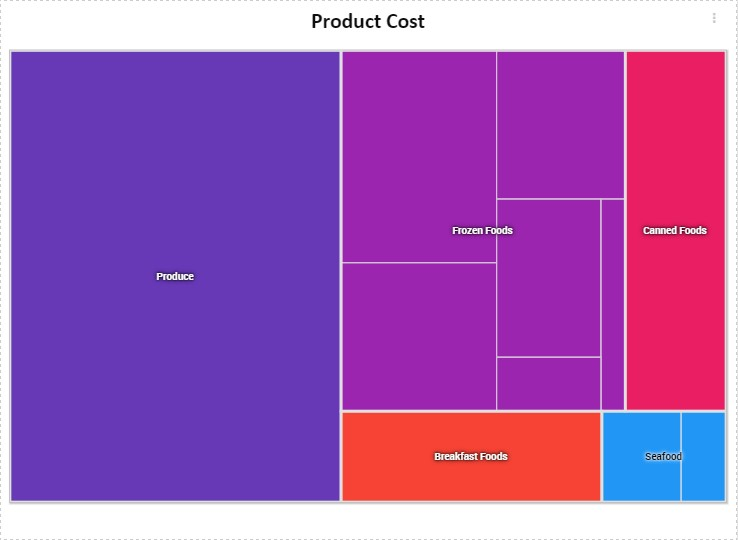 Product Cost
Frozen Foods
Canned Foods
Produce
Breakfast Foods
Seafood